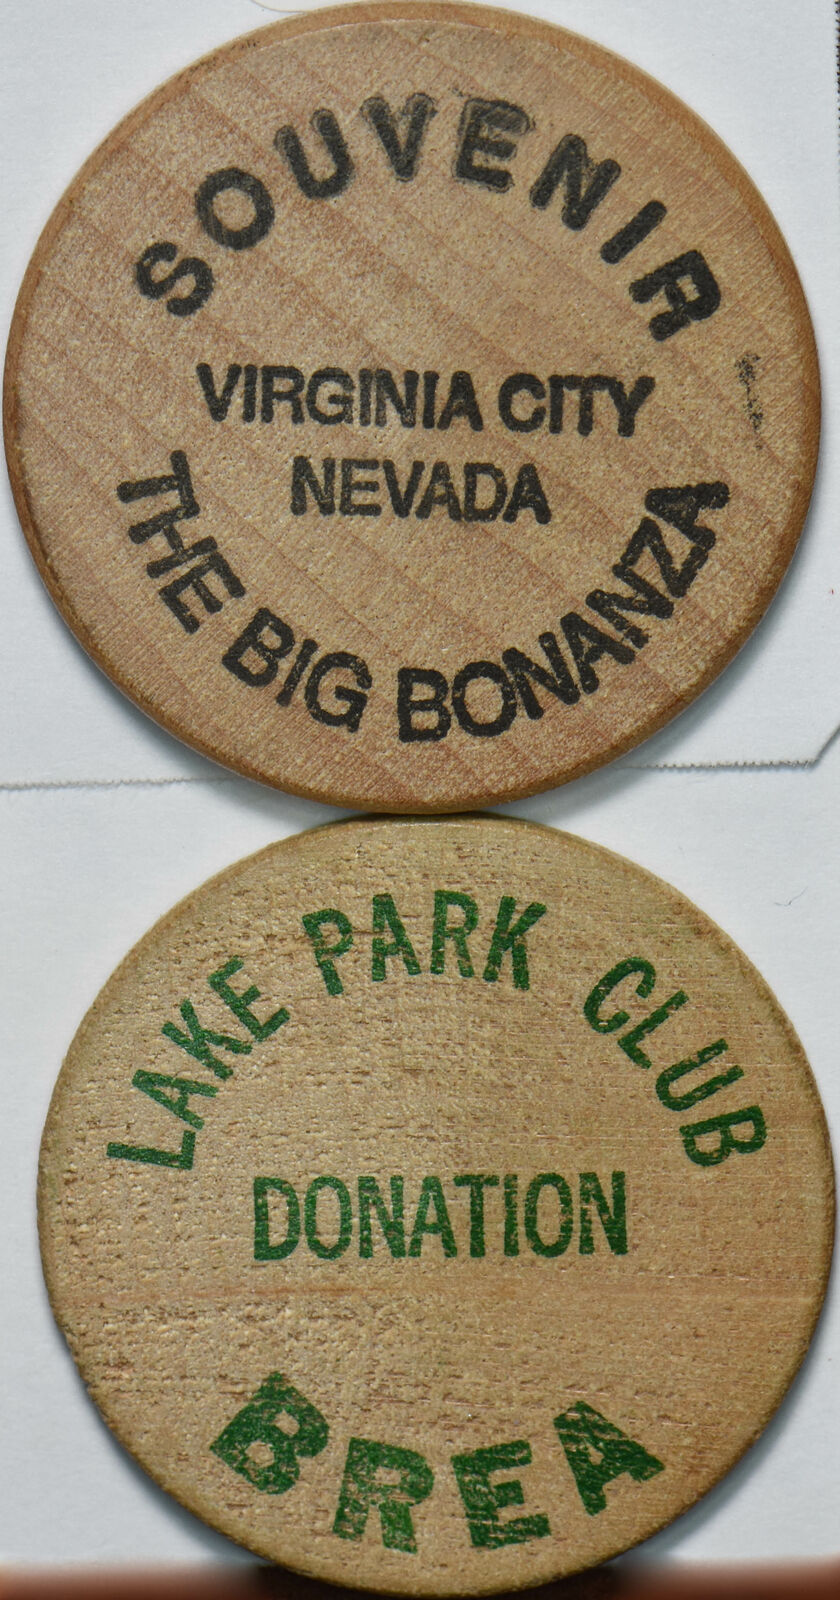 SOUVENIR
VIRGINIA CITY
NEVADA
THE BIG BONANZA
LAKE PARK CLUB
DONATION
BREA